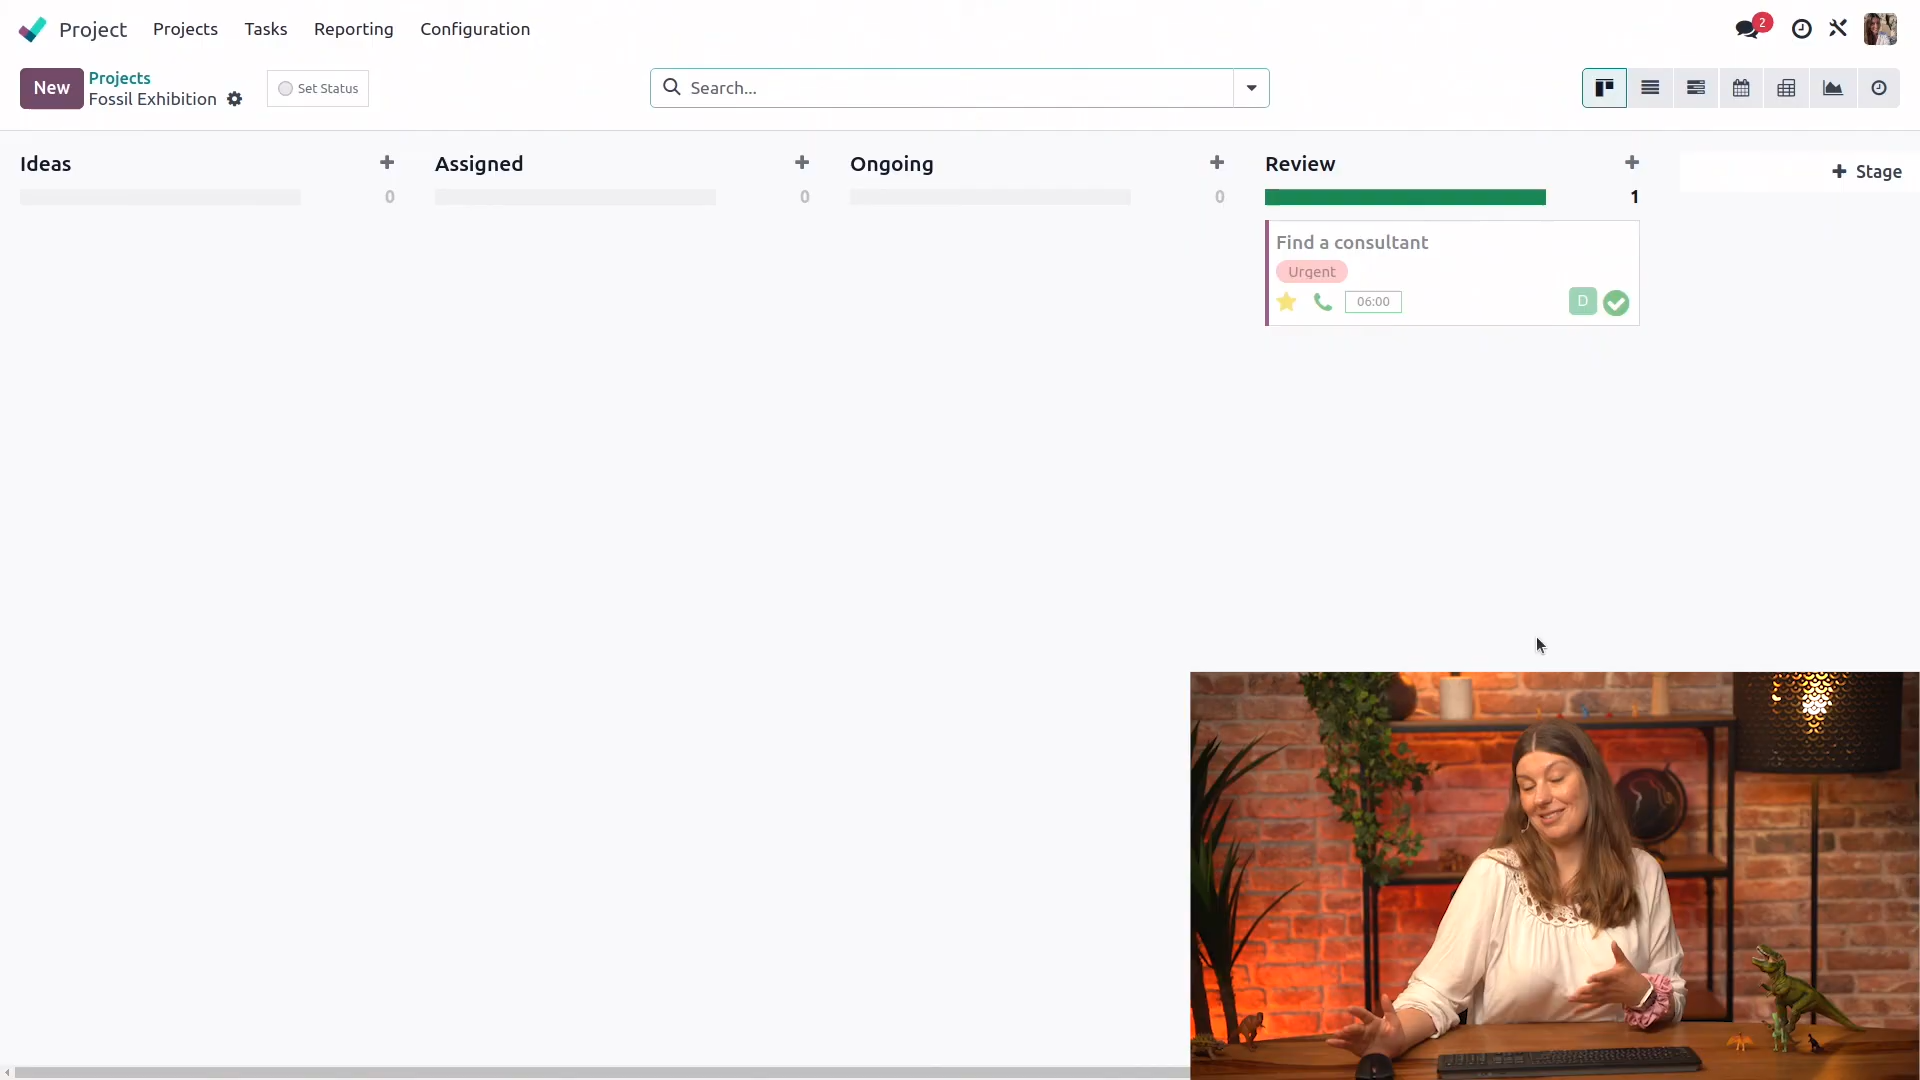 Project Projects Tasks Reporting Configuration 2
New Projects
Fossil Exhibition
Set Status
Search...
Ideas
0
Assigned
0
Ongoing
0
Review
1
Stage
Find a consultant
Urgent
06:00 D